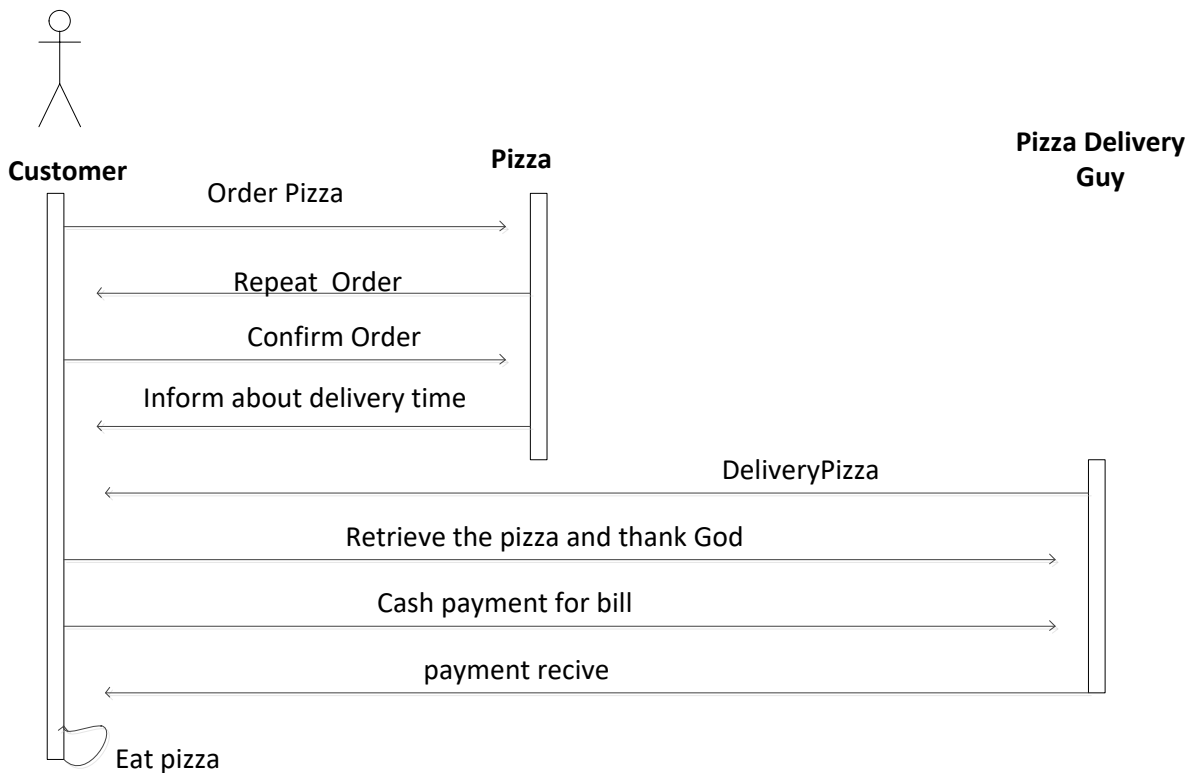 Customer
Pizza
Pizza Delivery
Guy
Order Pizza
Repeat  Order
Confirm Order
Inform about delivery time
DeliveryPizza
Retrieve the pizza and thank God
Cash payment for bill
payment recive
Eat pizza